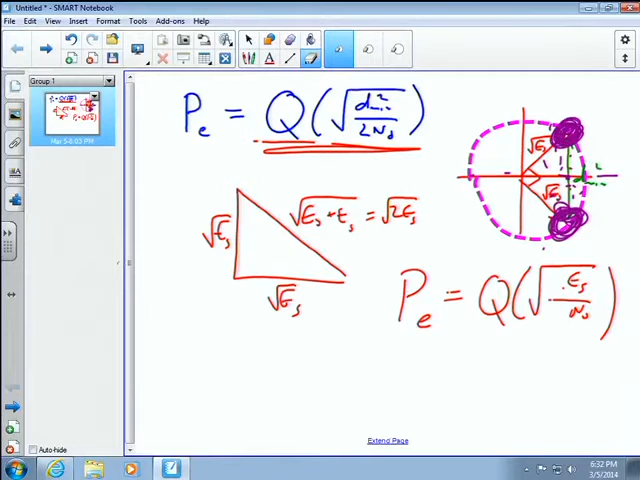 Untitled * - SMART Notebook
File Edit View Insert Format Tools Add-ons Help
Group 1
Mar 5-6:03 PM
Pe = Q(√(d²min/2N₀))
√Es
√Es
√Es
√(Es+Es) = √2Es
√Es
Pe = Q(√(Es/N₀))
Extend Page
Auto-hide
6:32 PM
3/5/2014